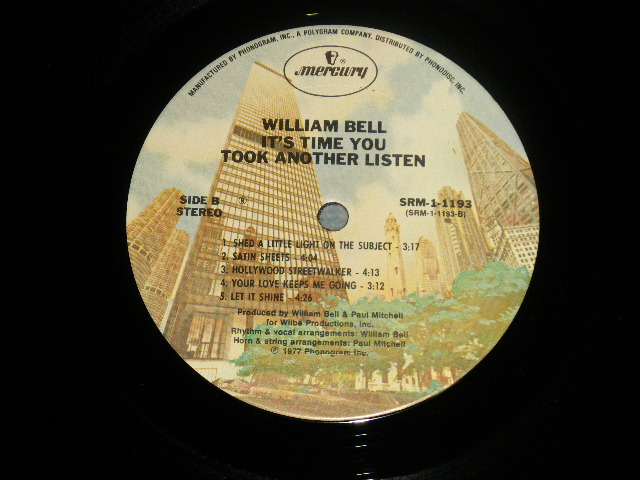 MANUFACTURED BY PHONOGRAM, INC., A POLYGRAM COMPANY, DISTRIBUTED BY PHONODISC, INC.
mercury ®
WILLIAM BELL
IT'S TIME YOU
TOOK ANOTHER LISTEN
SIDE B ℗
STEREO
SRM-1-1193
(SRM-1-1193-B)
1. SHED A LITTLE LIGHT ON THE SUBJECT - 3:17
2. SATIN SHEETS - 4:04
3. HOLLYWOOD STREETWALKER - 4:13
4. YOUR LOVE KEEPS ME GOING - 3:12
5. LET IT SHINE - 4:26
Produced by William Bell & Paul Mitchell
for Wilbe Productions, Inc.
Rhythm & vocal arrangements: William Bell
Horn & string arrangements: Paul Mitchell
℗ 1977 Phonogram Inc.